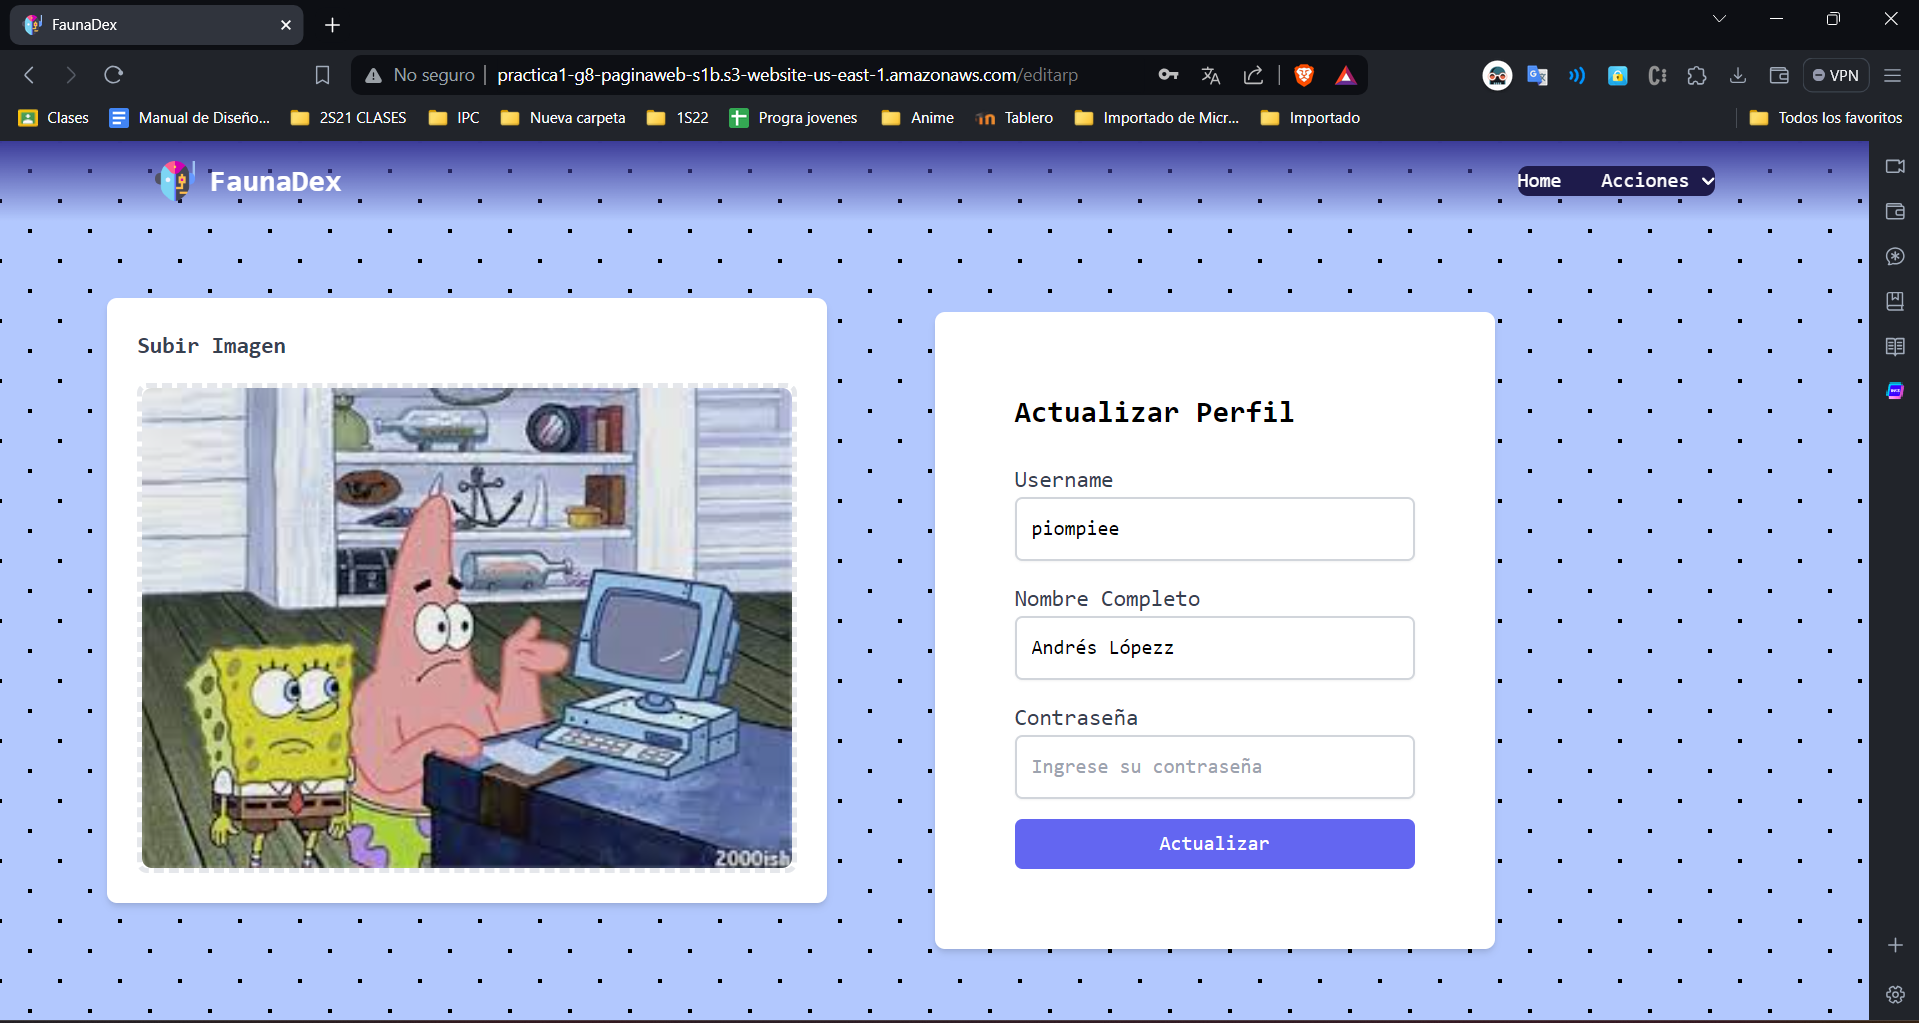 FaunaDex
No seguro practica1-g8-paginaweb-s1b.s3-website-us-east-1.amazonaws.com/editarp
VPN
Clases Manual de Diseño... 2S21 CLASES IPC Nueva carpeta 1S22 Progra jovenes Anime Tablero Importado de Micr... Importado Todos los favoritos
FaunaDex Home Acciones
Subir Imagen
2000ish
Actualizar Perfil
Username
piompiee
Nombre Completo
Andrés Lópezz
Contraseña
Ingrese su contraseña
Actualizar